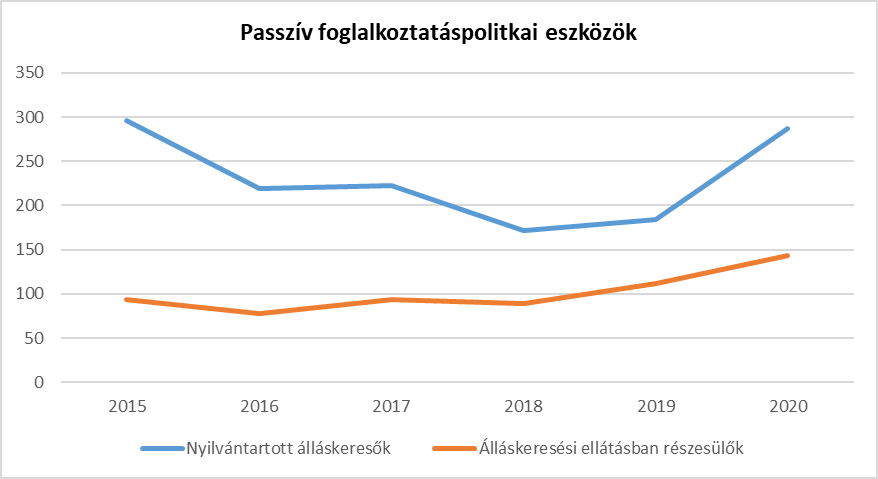 Passzív foglalkoztatáspolitkai eszközök
350
300
250
200
150
100
50
0
2015 2016 2017 2018 2019 2020
Nyilvántartott álláskeresők Álláskeresési ellátásban részesülők